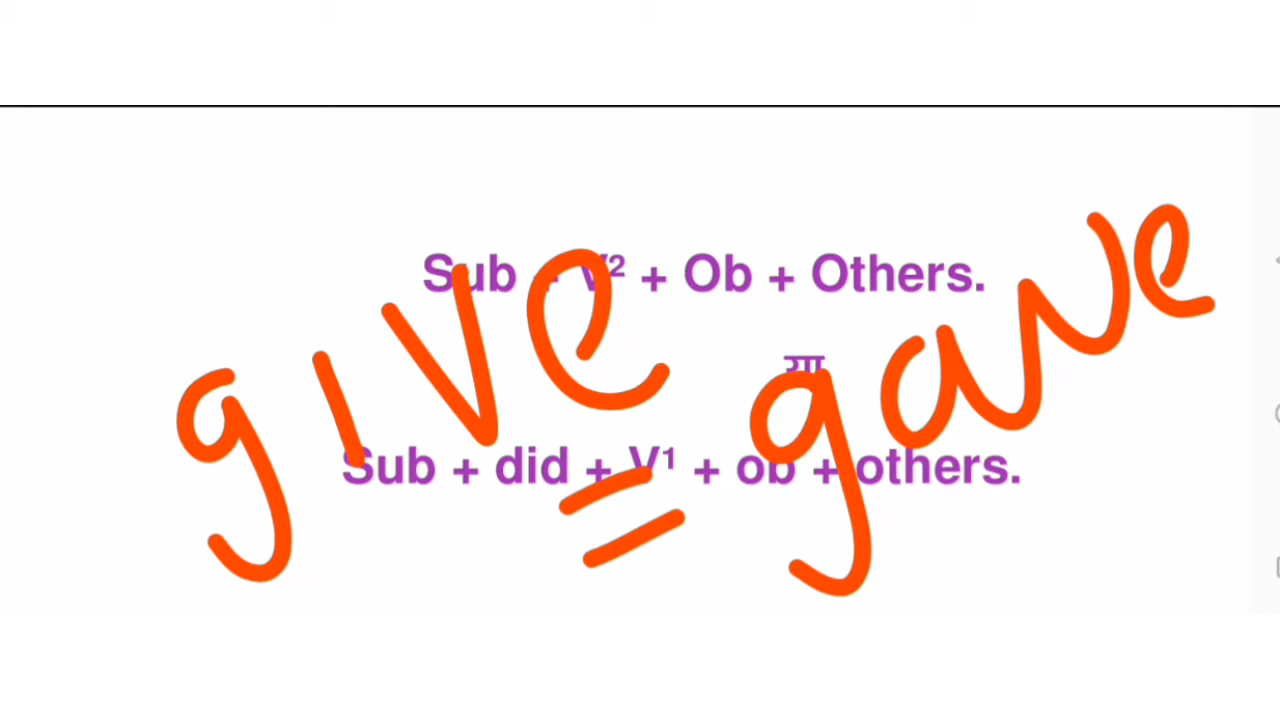 Sub + V² + Ob + Others.
या
Sub + did + V¹ + ob + others.
give = gave